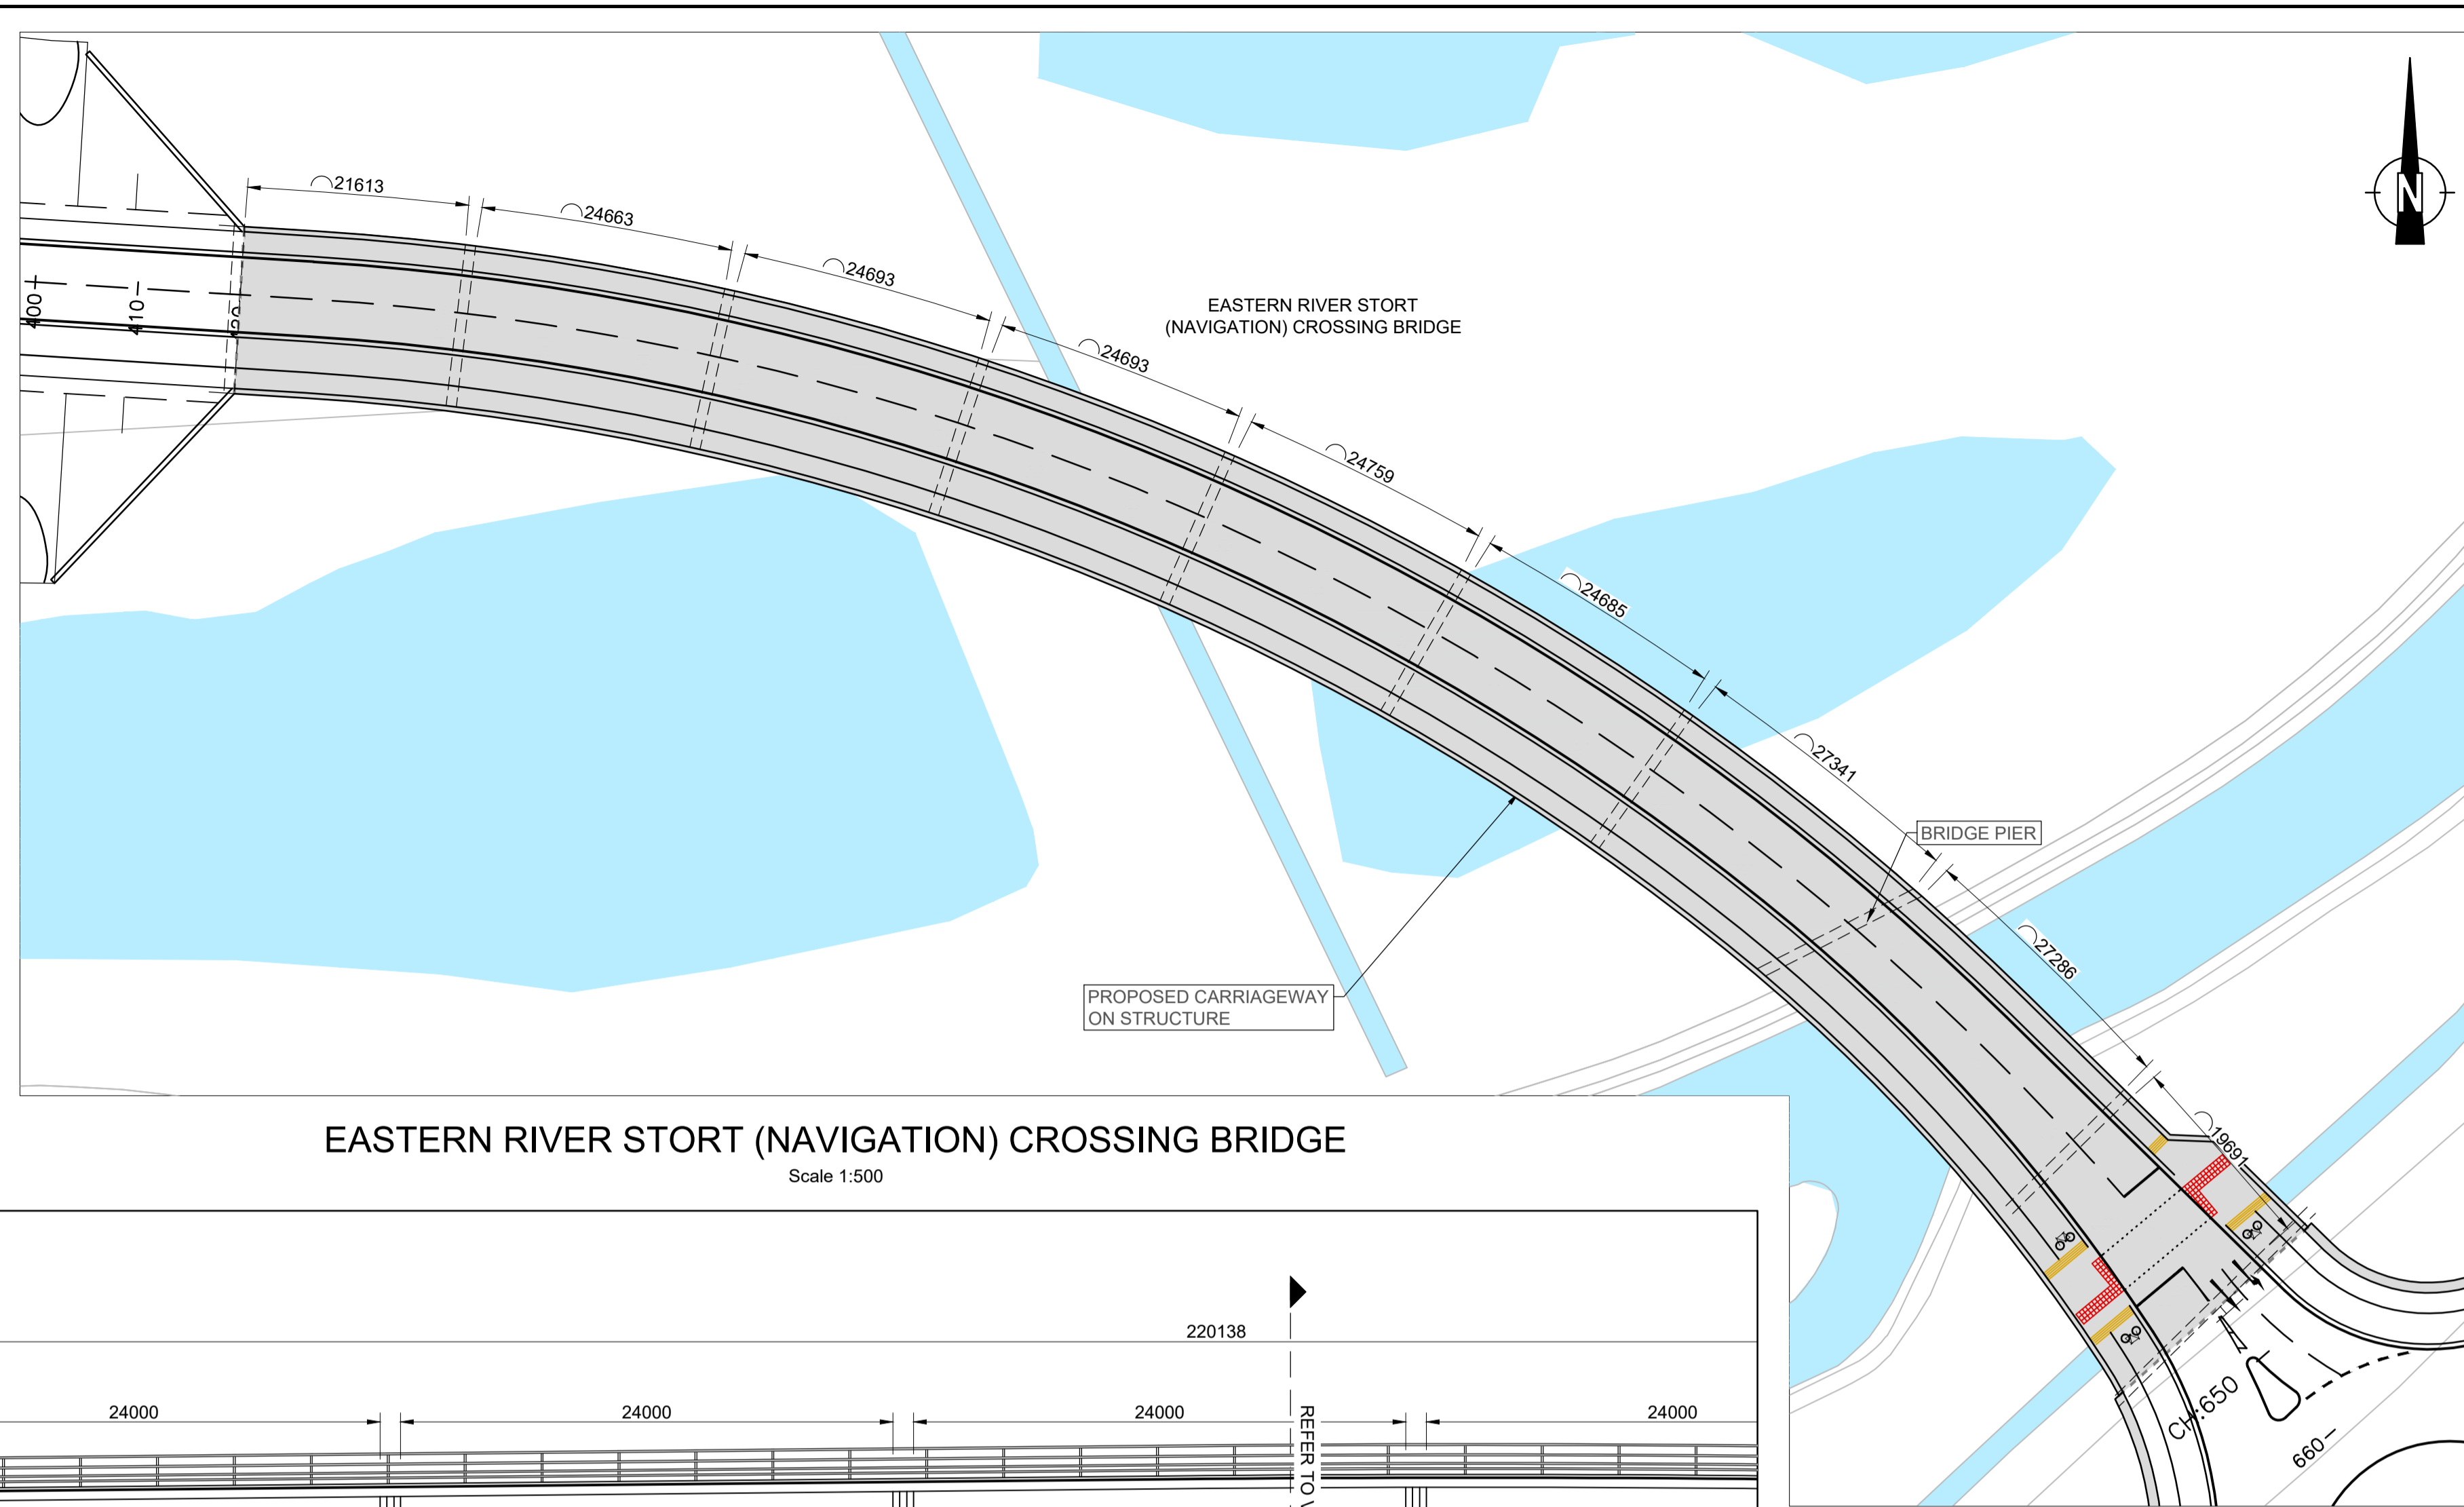 21613
24663
24693
24693
24759
24685
27341
27286
19691
N
400
410
EASTERN RIVER STORT
(NAVIGATION) CROSSING BRIDGE
BRIDGE PIER
PROPOSED CARRIAGEWAY
ON STRUCTURE
CH:650
660
EASTERN RIVER STORT (NAVIGATION) CROSSING BRIDGE
Scale 1:500
220138
24000
24000
24000
24000
REFER TO